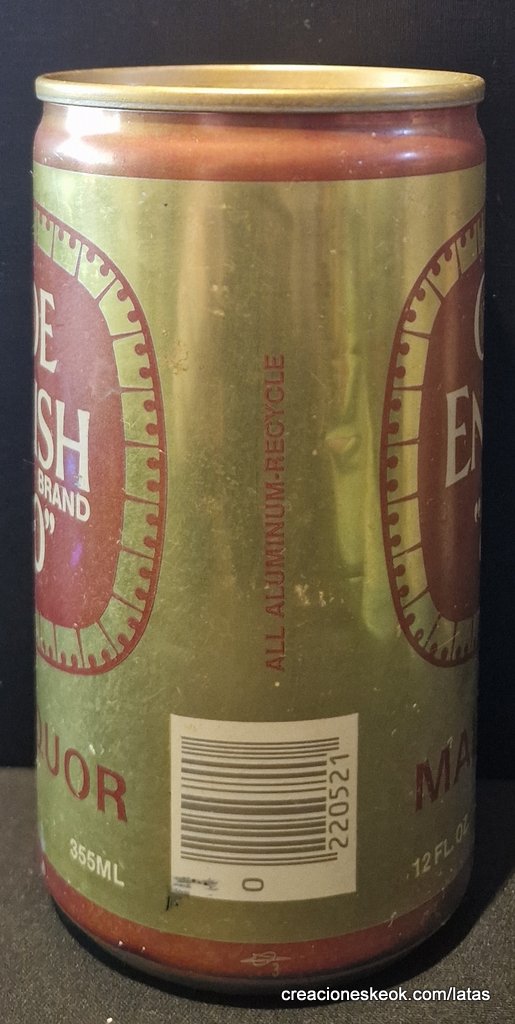 DE
ISH
BRAND
0"
QUOR
355ML
ALL ALUMINUM-RECYCLE
220521
0
EN
MA
12 FL.OZ
3
creacioneskeok.com/latas